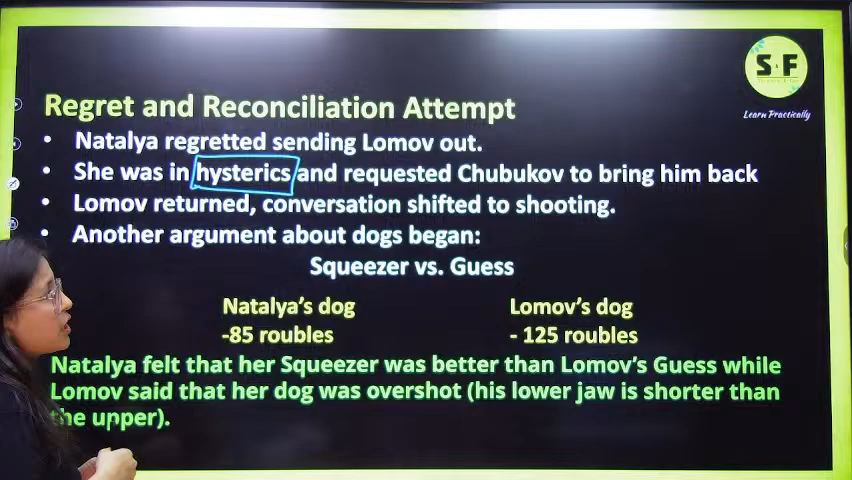 S&F
Learn Practically
Regret and Reconciliation Attempt
• Natalya regretted sending Lomov out.
• She was in hysterics and requested Chubukov to bring him back
• Lomov returned, conversation shifted to shooting.
• Another argument about dogs began:
Squeezer vs. Guess
Natalya's dog Lomov's dog
-85 roubles - 125 roubles
Natalya felt that her Squeezer was better than Lomov's Guess while
Lomov said that her dog was overshot (his lower jaw is shorter than
the upper).